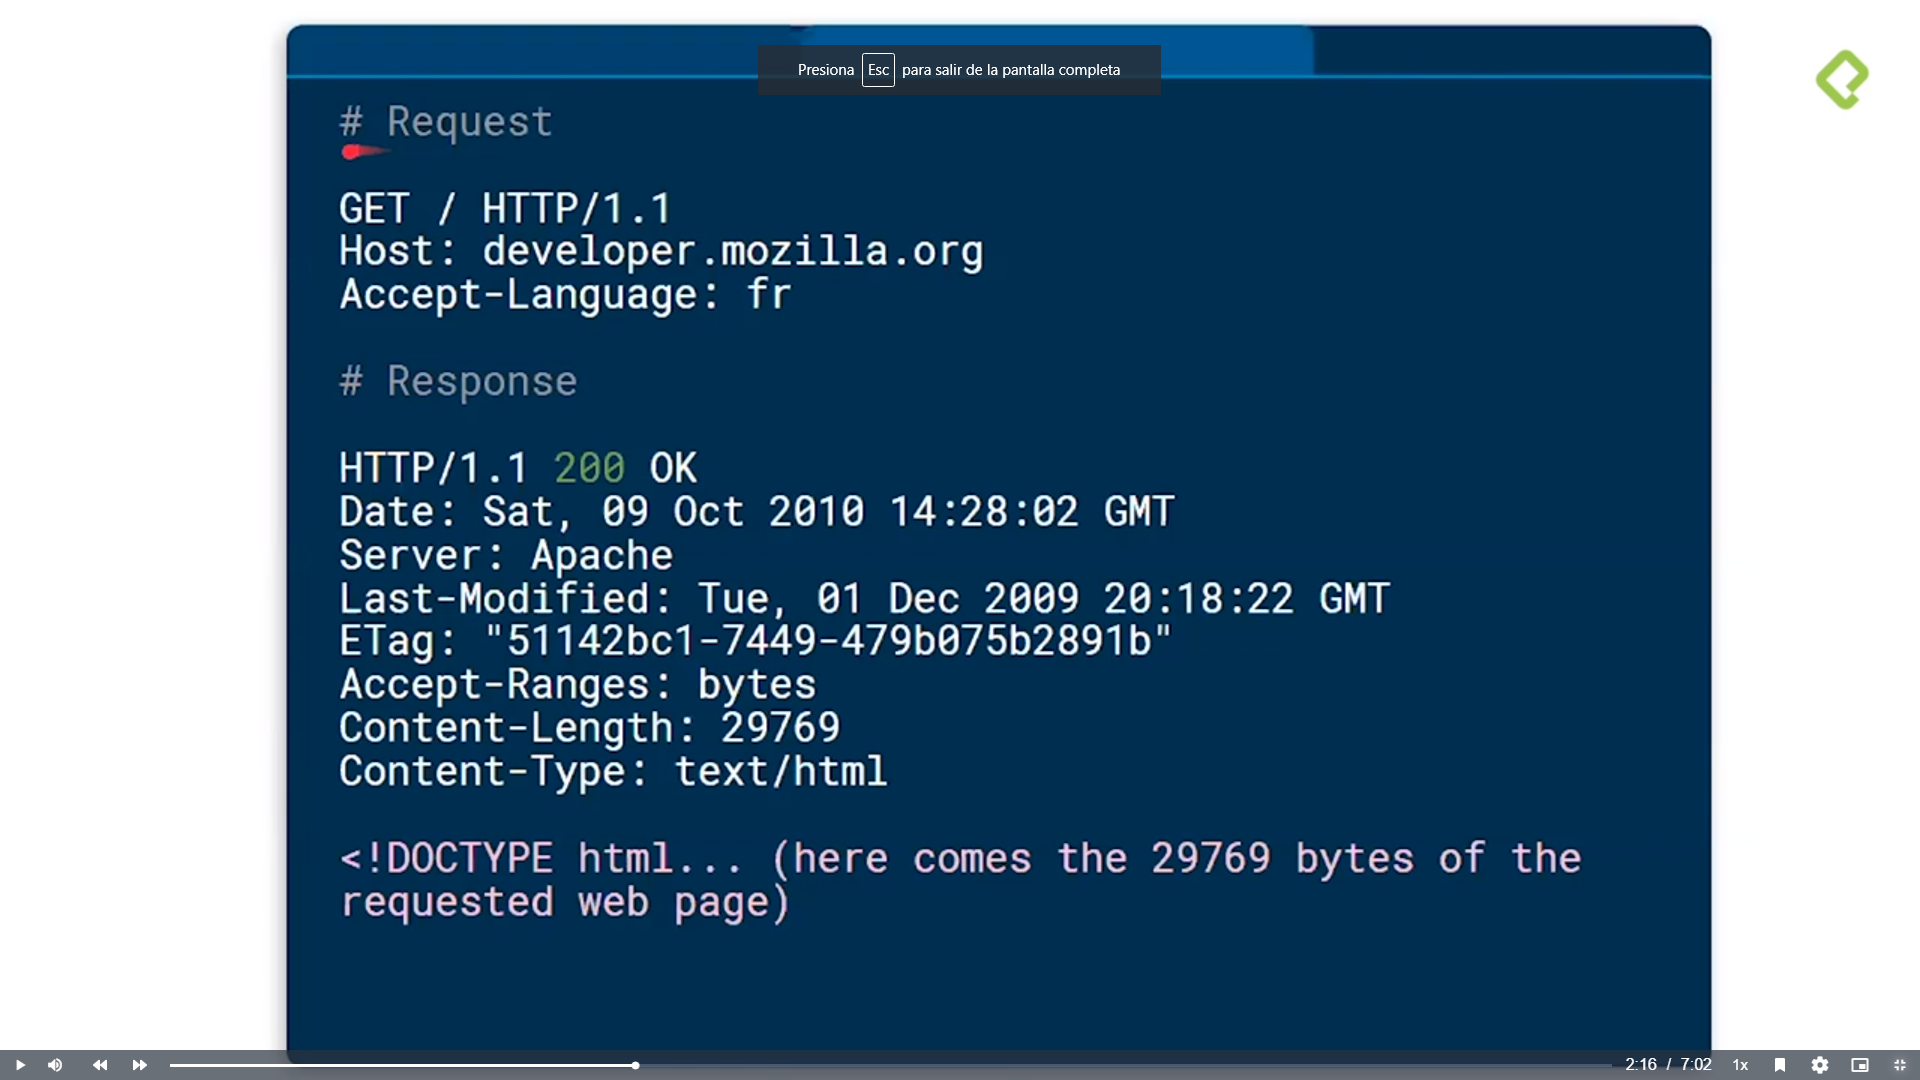 Presiona Esc para salir de la pantalla completa
# Request
GET / HTTP/1.1
Host: developer.mozilla.org
Accept-Language: fr
# Response
HTTP/1.1 200 OK
Date: Sat, 09 Oct 2010 14:28:02 GMT
Server: Apache
Last-Modified: Tue, 01 Dec 2009 20:18:22 GMT
ETag: "51142bc1-7449-479b075b2891b"
Accept-Ranges: bytes
Content-Length: 29769
Content-Type: text/html
<!DOCTYPE html... (here comes the 29769 bytes of the
requested web page)
2:16 / 7:02 1x